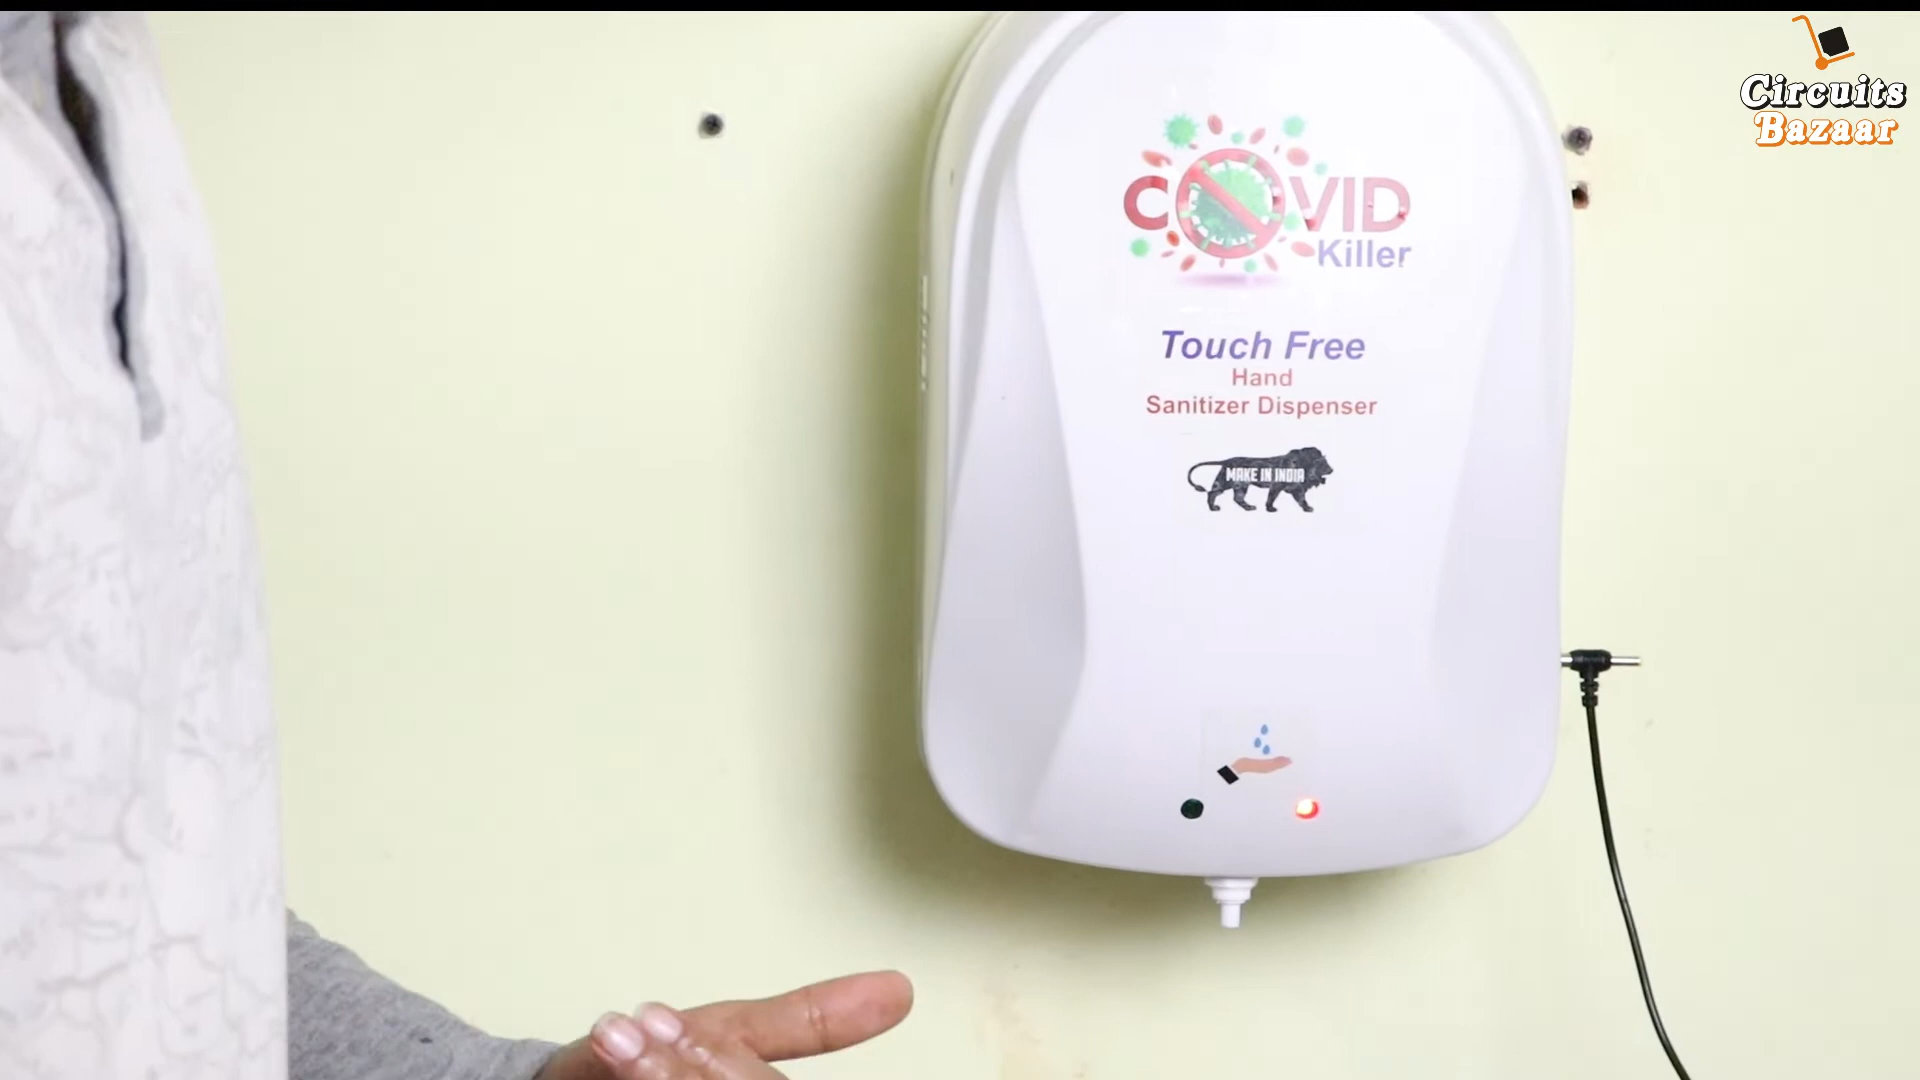 Circuits
Bazaar
COVID
Killer
Touch Free
Hand
Sanitizer Dispenser
MAKE IN INDIA